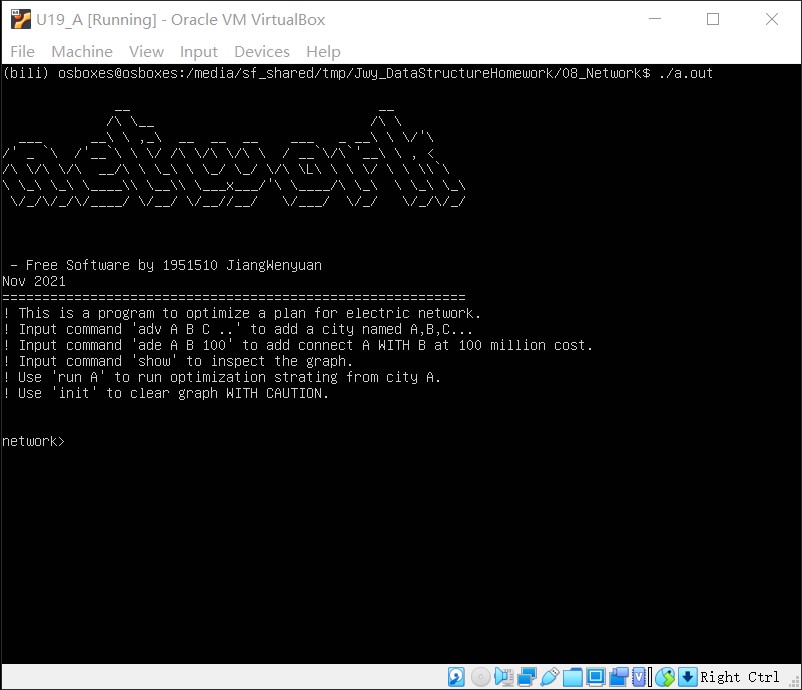 U19_A [Running] - Oracle VM VirtualBox
File Machine View Input Devices Help
(bili) osboxes@osboxes:/media/sf_shared/tmp/Jwy_DataStructureHomework/08_Network$ ./a.out
network
- Free Software by 1951510 JiangWenyuan
Nov 2021
==========================================================
! This is a program to optimize a plan for electric network.
! Input command 'adv A B C ..' to add a city named A,B,C...
! Input command 'ade A B 100' to add connect A WITH B at 100 million cost.
! Input command 'show' to inspect the graph.
! Use 'run A' to run optimization strating from city A.
! Use 'init' to clear graph WITH CAUTION.
network>
Right Ctrl